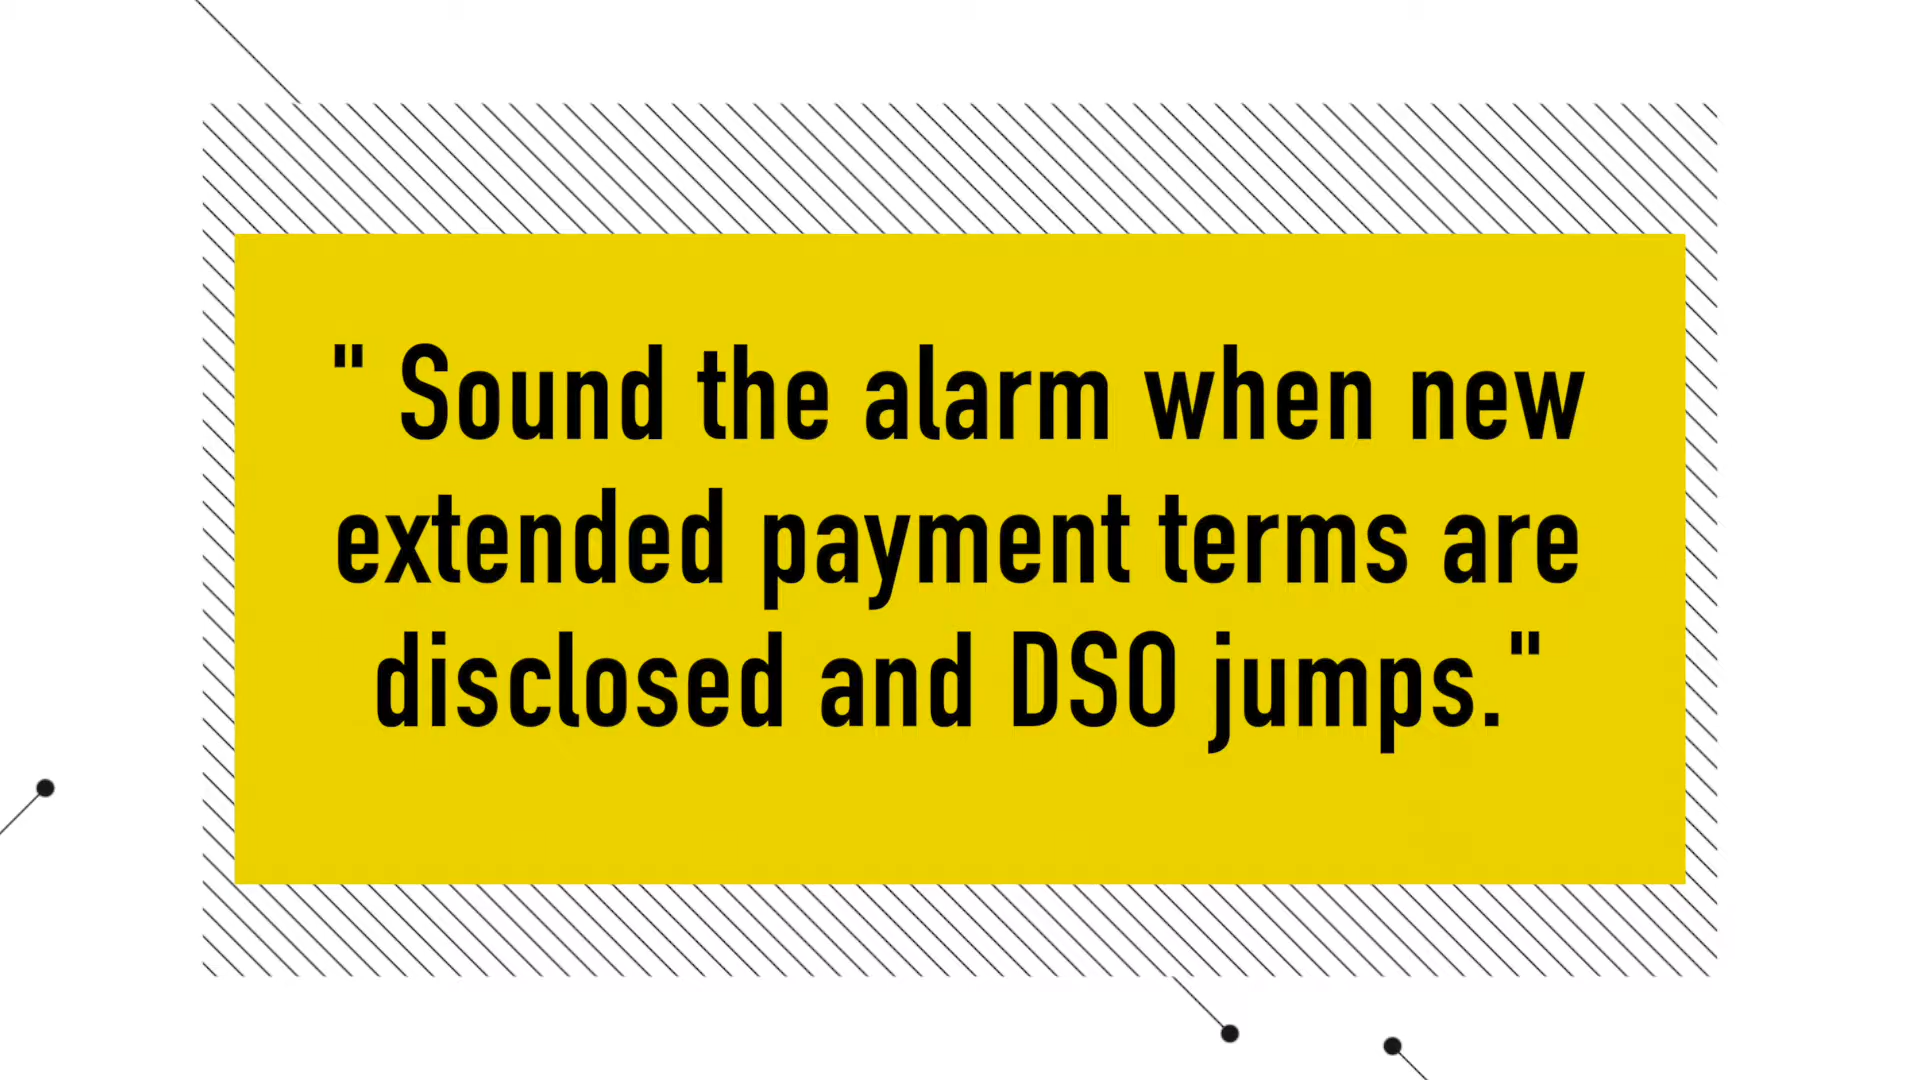 " Sound the alarm when new
extended payment terms are
disclosed and DSO jumps."